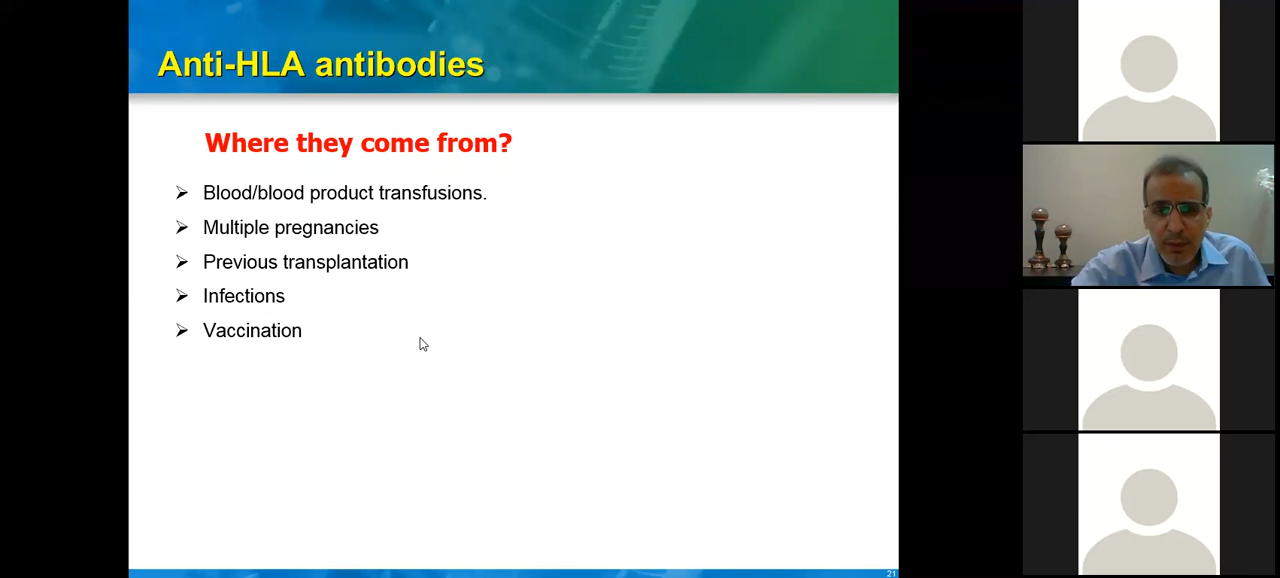 Anti-HLA antibodies
Where they come from?
Blood/blood product transfusions.
Multiple pregnancies
Previous transplantation
Infections
Vaccination
21